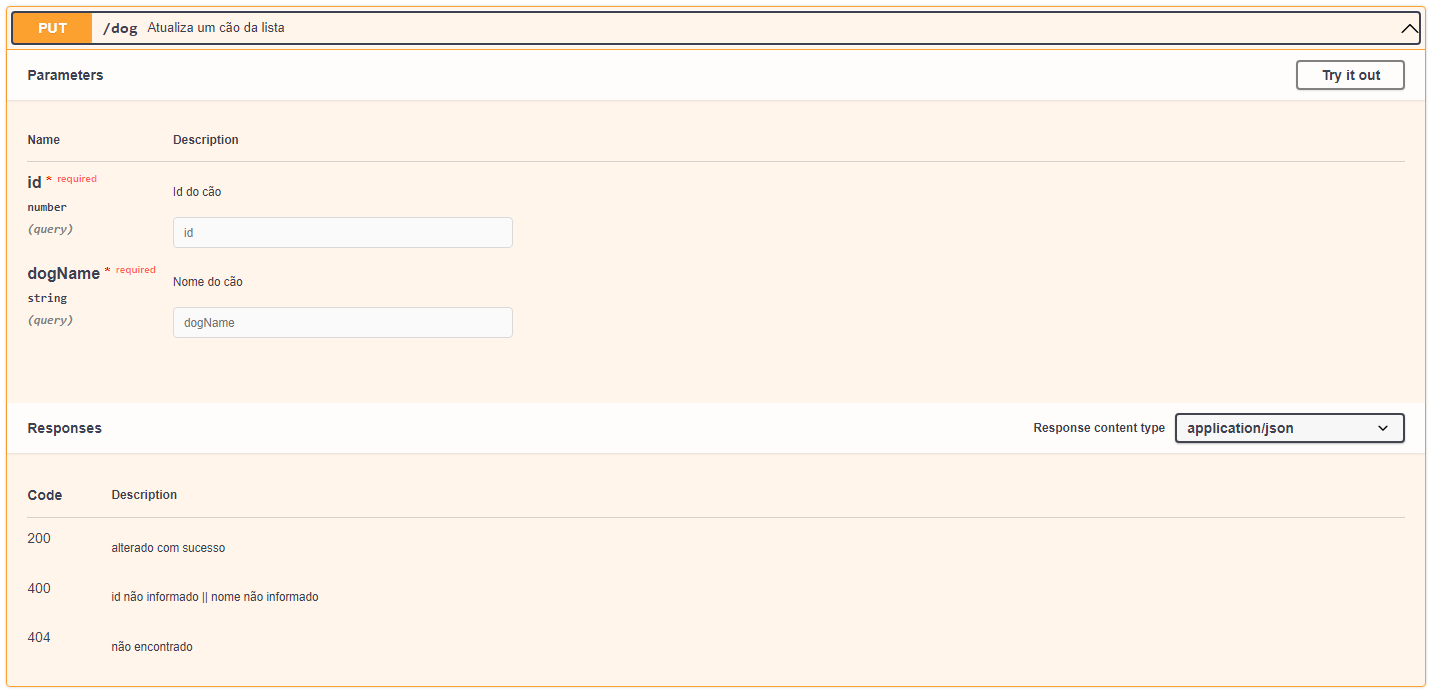 PUT /dog Atualiza um cão da lista
Parameters Try it out
Name Description
id * required
number
(query)
Id do cão
id
dogName * required
string
(query)
Nome do cão
dogName
Responses Response content type application/json
Code Description
200 alterado com sucesso
400 id não informado || nome não informado
404 não encontrado